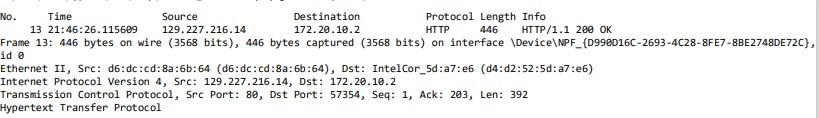 No. Time Source Destination Protocol Length Info
13 21:46:26.115609 129.227.216.14 172.20.10.2 HTTP 446 HTTP/1.1 200 OK
Frame 13: 446 bytes on wire (3568 bits), 446 bytes captured (3568 bits) on interface \Device\NPF_{D990D16C-2693-4C28-8FE7-8BE2748DE72C},
id 0
Ethernet II, Src: d6:dc:cd:8a:6b:64 (d6:dc:cd:8a:6b:64), Dst: IntelCor_5d:a7:e6 (d4:d2:52:5d:a7:e6)
Internet Protocol Version 4, Src: 129.227.216.14, Dst: 172.20.10.2
Transmission Control Protocol, Src Port: 80, Dst Port: 57354, Seq: 1, Ack: 203, Len: 392
Hypertext Transfer Protocol